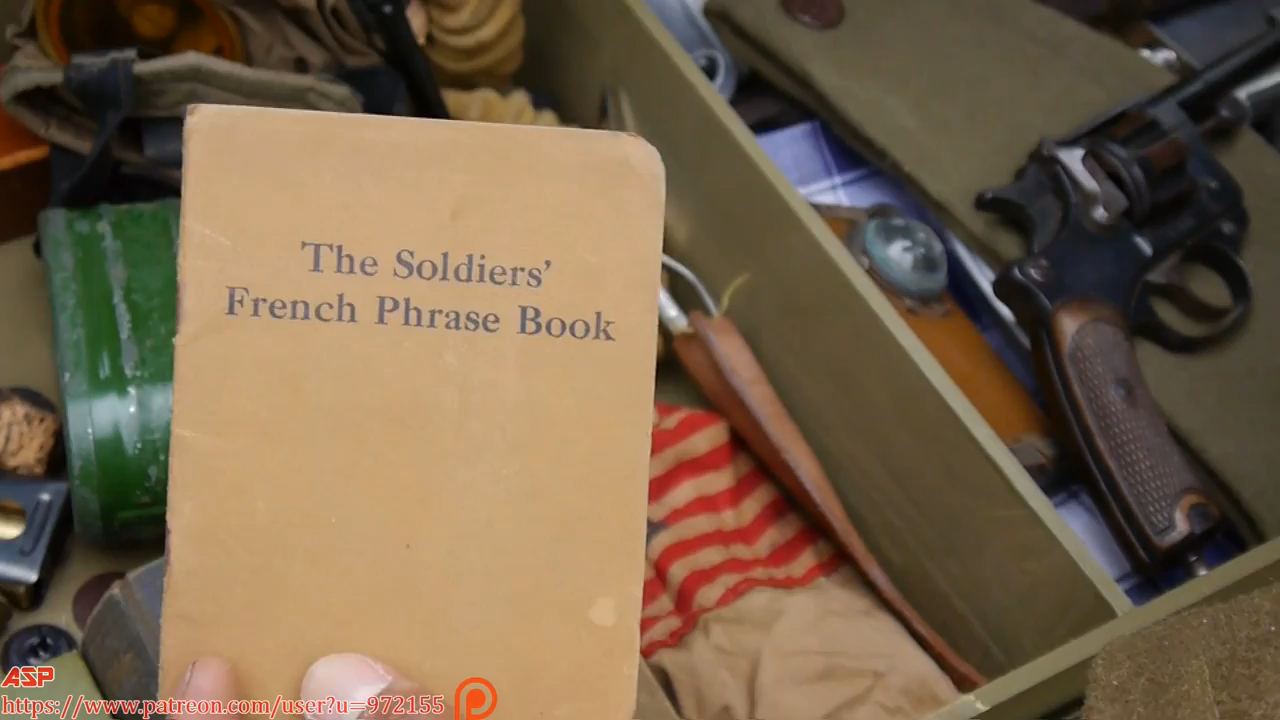 The Soldiers'
French Phrase Book
ASP
https://www.patreon.com/user?u=972155